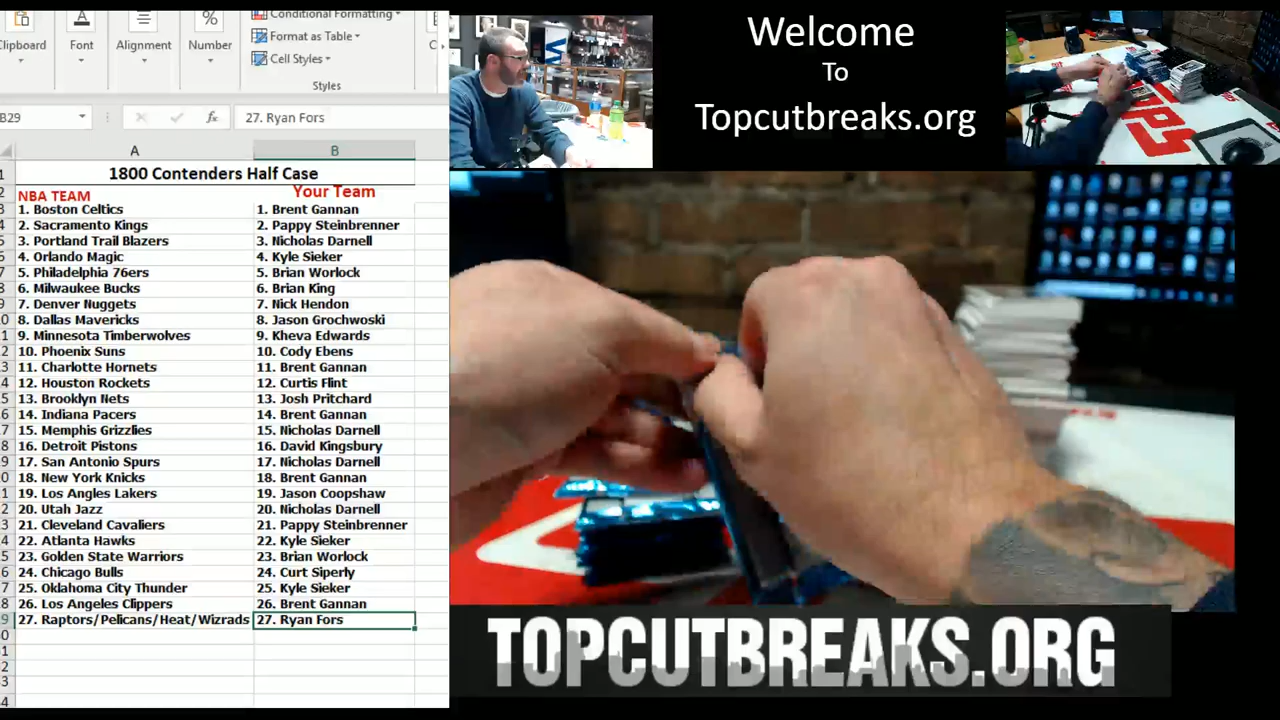 Conditional Formatting
Format as Table
Cell Styles
Clipboard
Font
Alignment
Number
Styles
B29
fx
27. Ryan Fors
A
B
1800 Contenders Half Case
NBA TEAM
Your Team
1. Boston Celtics
1. Brent Gannan
2. Sacramento Kings
2. Pappy Steinbrenner
3. Portland Trail Blazers
3. Nicholas Darnell
4. Orlando Magic
4. Kyle Sieker
5. Philadelphia 76ers
5. Brian Worlock
6. Milwaukee Bucks
6. Brian King
7. Denver Nuggets
7. Nick Hendon
8. Dallas Mavericks
8. Jason Grochwoski
9. Minnesota Timberwolves
9. Kheva Edwards
10. Phoenix Suns
10. Cody Ebens
11. Charlotte Hornets
11. Brent Gannan
12. Houston Rockets
12. Curtis Flint
13. Brooklyn Nets
13. Josh Pritchard
14. Indiana Pacers
14. Brent Gannan
15. Memphis Grizzlies
15. Nicholas Darnell
16. Detroit Pistons
16. David Kingsbury
17. San Antonio Spurs
17. Nicholas Darnell
18. New York Knicks
18. Brent Gannan
19. Los Angles Lakers
19. Jason Coopshaw
20. Utah Jazz
20. Nicholas Darnell
21. Cleveland Cavaliers
21. Pappy Steinbrenner
22. Atlanta Hawks
22. Kyle Sieker
23. Golden State Warriors
23. Brian Worlock
24. Chicago Bulls
24. Curt Siperly
25. Oklahoma City Thunder
25. Kyle Sieker
26. Los Angeles Clippers
26. Brent Gannan
27. Raptors/Pelicans/Heat/Wizrads
27. Ryan Fors
Welcome
To
Topcutbreaks.org
W
TOPCUTBREAKS.ORG